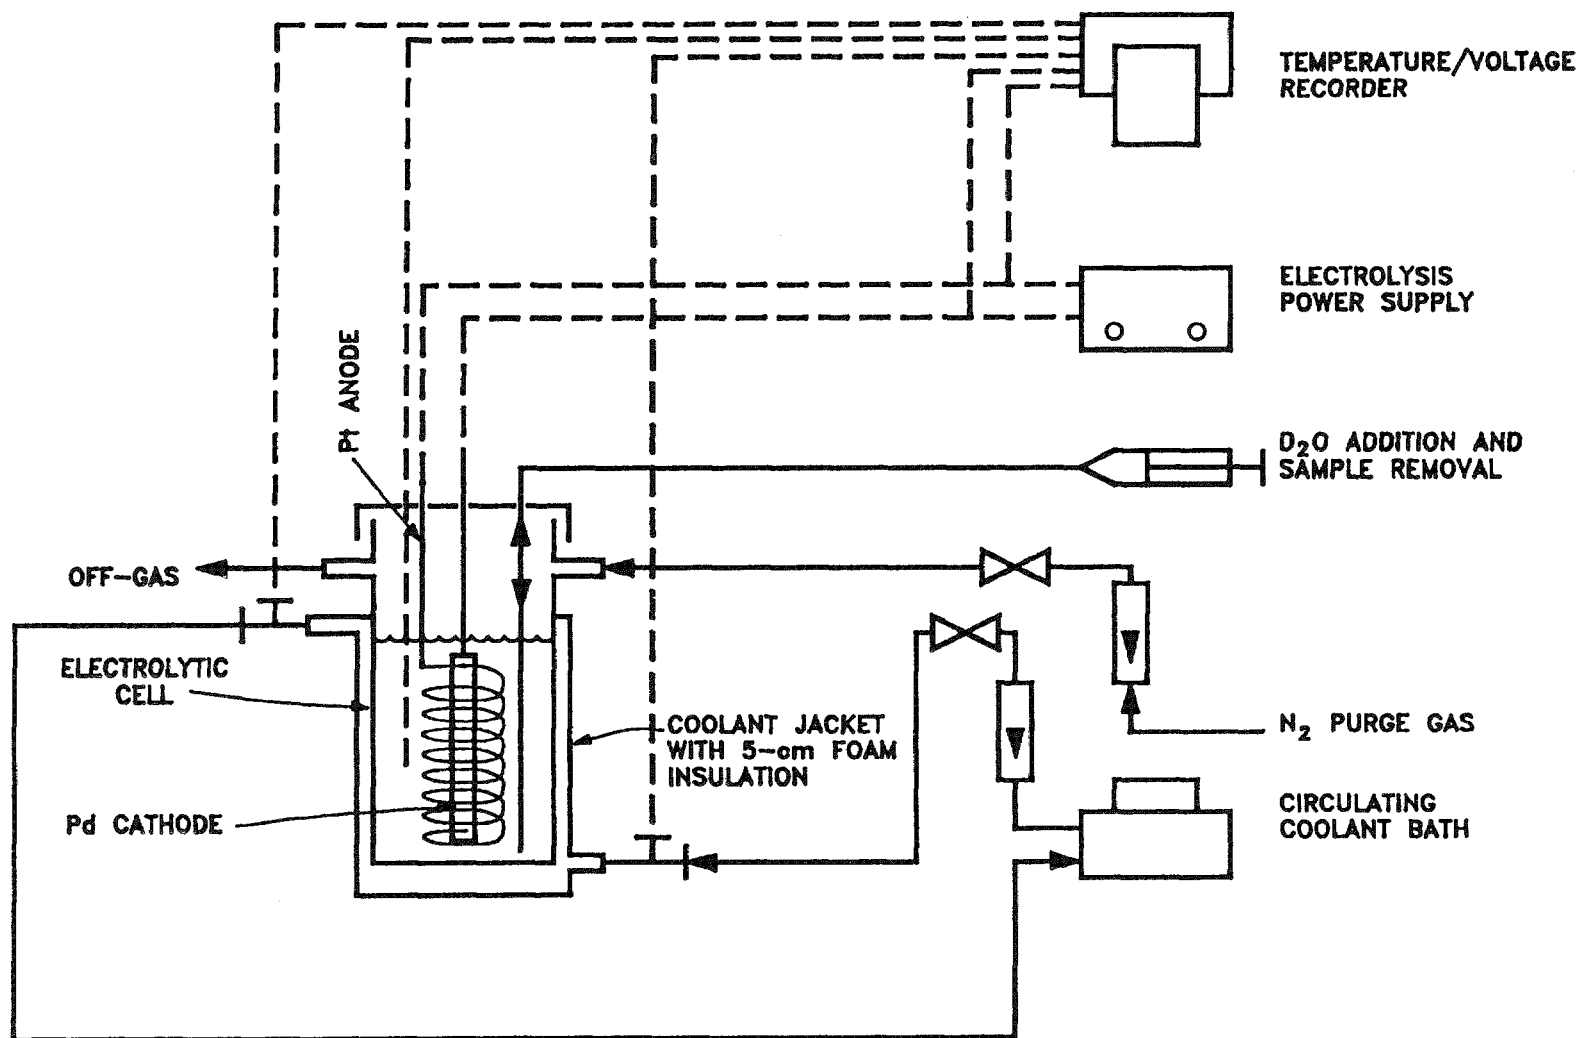 TEMPERATURE/VOLTAGE
RECORDER
ELECTROLYSIS
POWER SUPPLY
Pt ANODE
D₂O ADDITION AND
SAMPLE REMOVAL
OFF-GAS
ELECTROLYTIC
CELL
COOLANT JACKET
WITH 5-cm FOAM
INSULATION
N₂ PURGE GAS
Pd CATHODE
CIRCULATING
COOLANT BATH